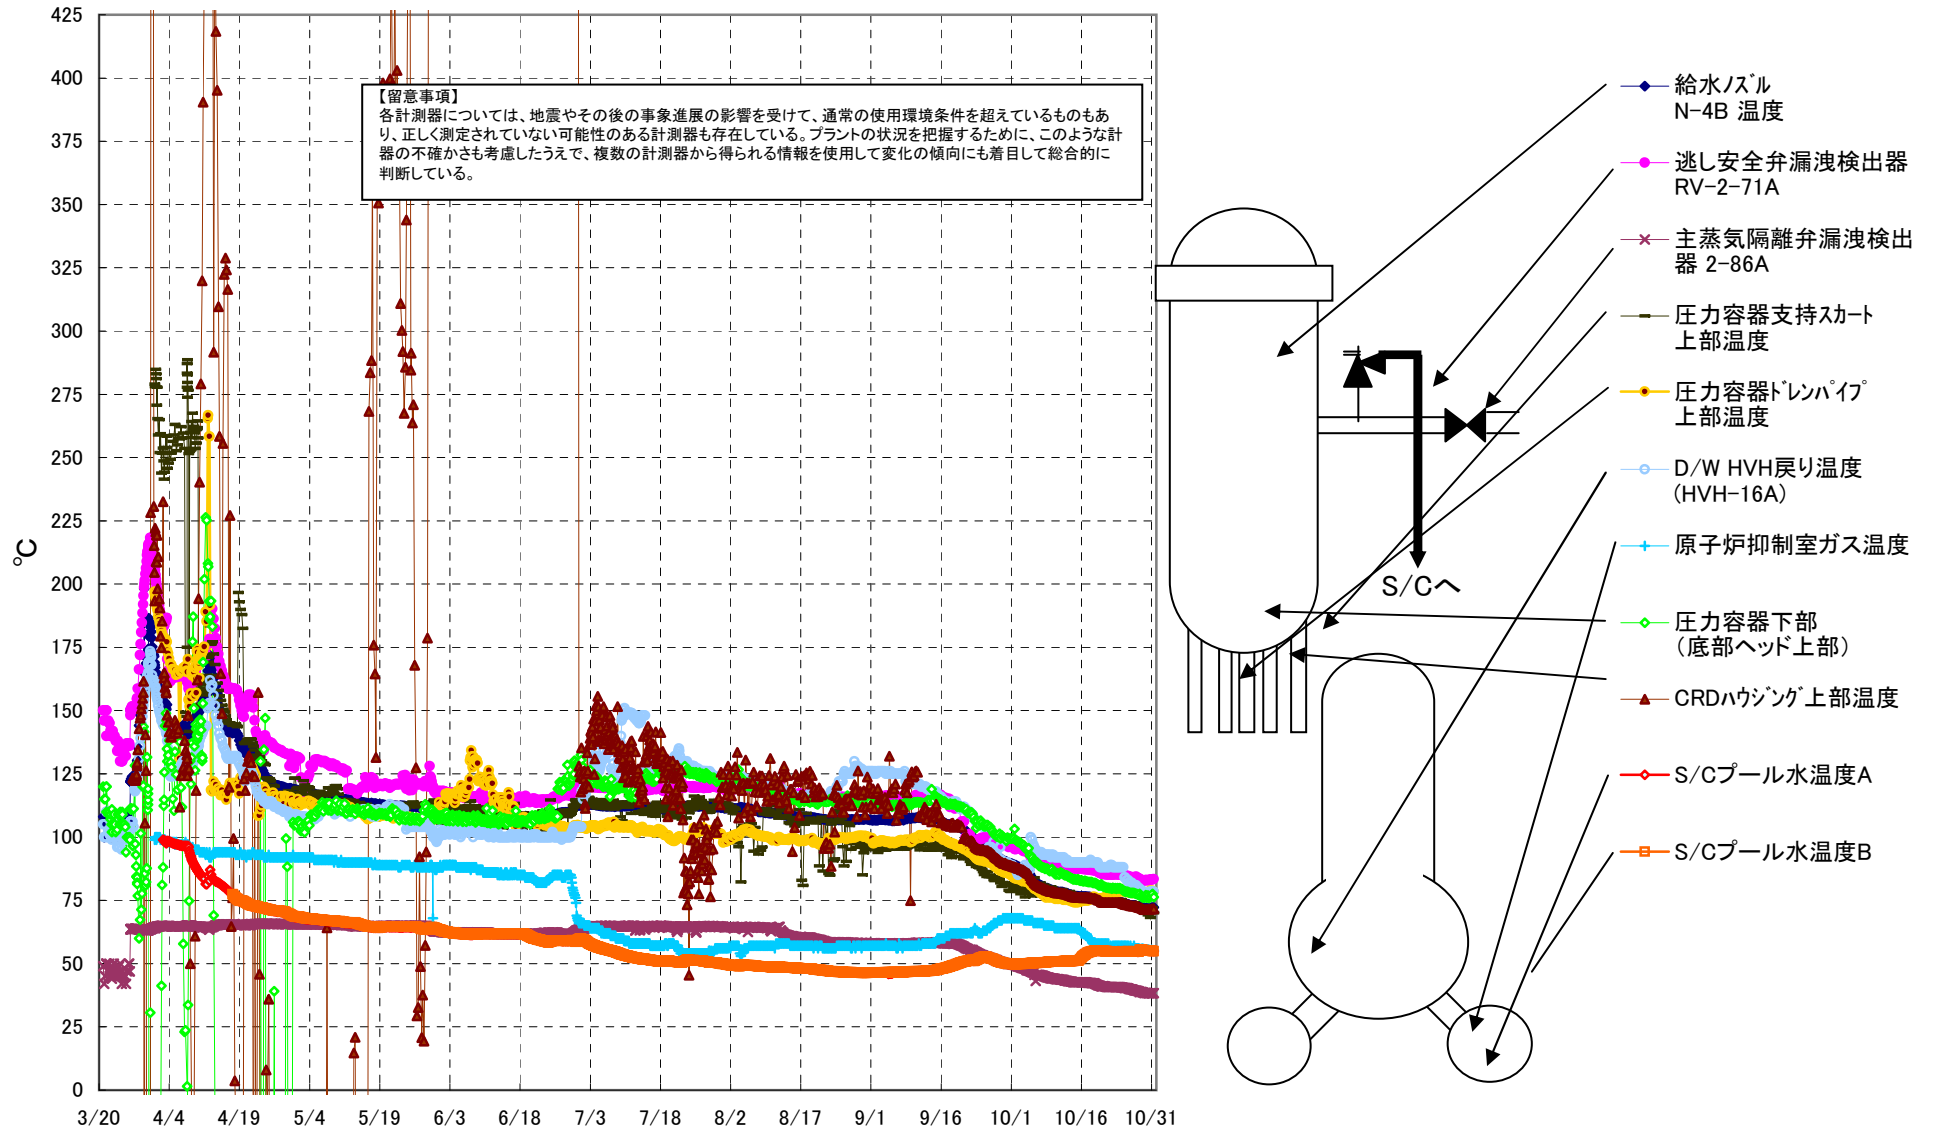 425
400
375
350
325
300
275
250
225
200
175
150
125
100
75
50
25
0
℃
3/20 4/4 4/19 5/4 5/19 6/3 6/18 7/3 7/18 8/2 8/17 9/1 9/16 10/1 10/16 10/31
【留意事項】
各計測器については、地震やその後の事象進展の影響を受けて、通常の使用環境条件を超えているものもあ
り、正しく測定されていない可能性のある計測器も存在している。プラントの状況を把握するために、このような計
器の不確かさも考慮したうえで、複数の計測器から得られる情報を使用して変化の傾向にも着目して総合的に
判断している。
S/Cへ
給水ﾉｽﾞﾙ
N-4B 温度
逃し安全弁漏洩検出器
RV-2-71A
主蒸気隔離弁漏洩検出
器 2-86A
圧力容器支持ｽｶｰﾄ
上部温度
圧力容器ﾄﾞﾚﾝﾊﾟｲﾌﾟ
上部温度
D/W HVH戻り温度
(HVH-16A)
原子炉抑制室ガス温度
圧力容器下部
（底部ヘッド上部）
CRDﾊｳｼﾞﾝｸﾞ上部温度
S/Cプール水温度A
S/Cプール水温度B